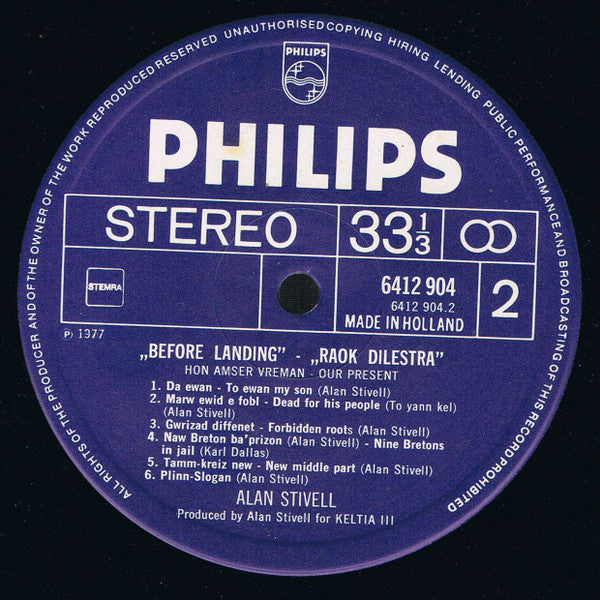 ALL RIGHTS OF THE PRODUCER AND OF THE OWNER OF THE WORK REPRODUCED RESERVED UNAUTHORISED COPYING HIRING LENDING PUBLIC PERFORMANCE AND BROADCASTING OF THIS RECORD PROHIBITED
PHILIPS
PHILIPS
STEREO 33 1/3
STEMRA
6412 904
6412 904.2
MADE IN HOLLAND
2
P) 1977
„BEFORE LANDING” - „RAOK DILESTRA”
HON AMSER VREMAN - OUR PRESENT
1. Da ewan - To ewan my son (Alan Stivell)
2. Marw ewid e fobl - Dead for his people (To yann kel)
(Alan Stivell)
3. Gwrizad diffenet - Forbidden roots (Alan Stivell)
4. Naw Breton ba'prizon (Alan Stivell) - Nine Bretons
in jail (Karl Dallas)
5. Tamm-kreiz new - New middle part (Alan Stivell)
6. Plinn-Slogan (Alan Stivell)
ALAN STIVELL
Produced by Alan Stivell for KELTIA III